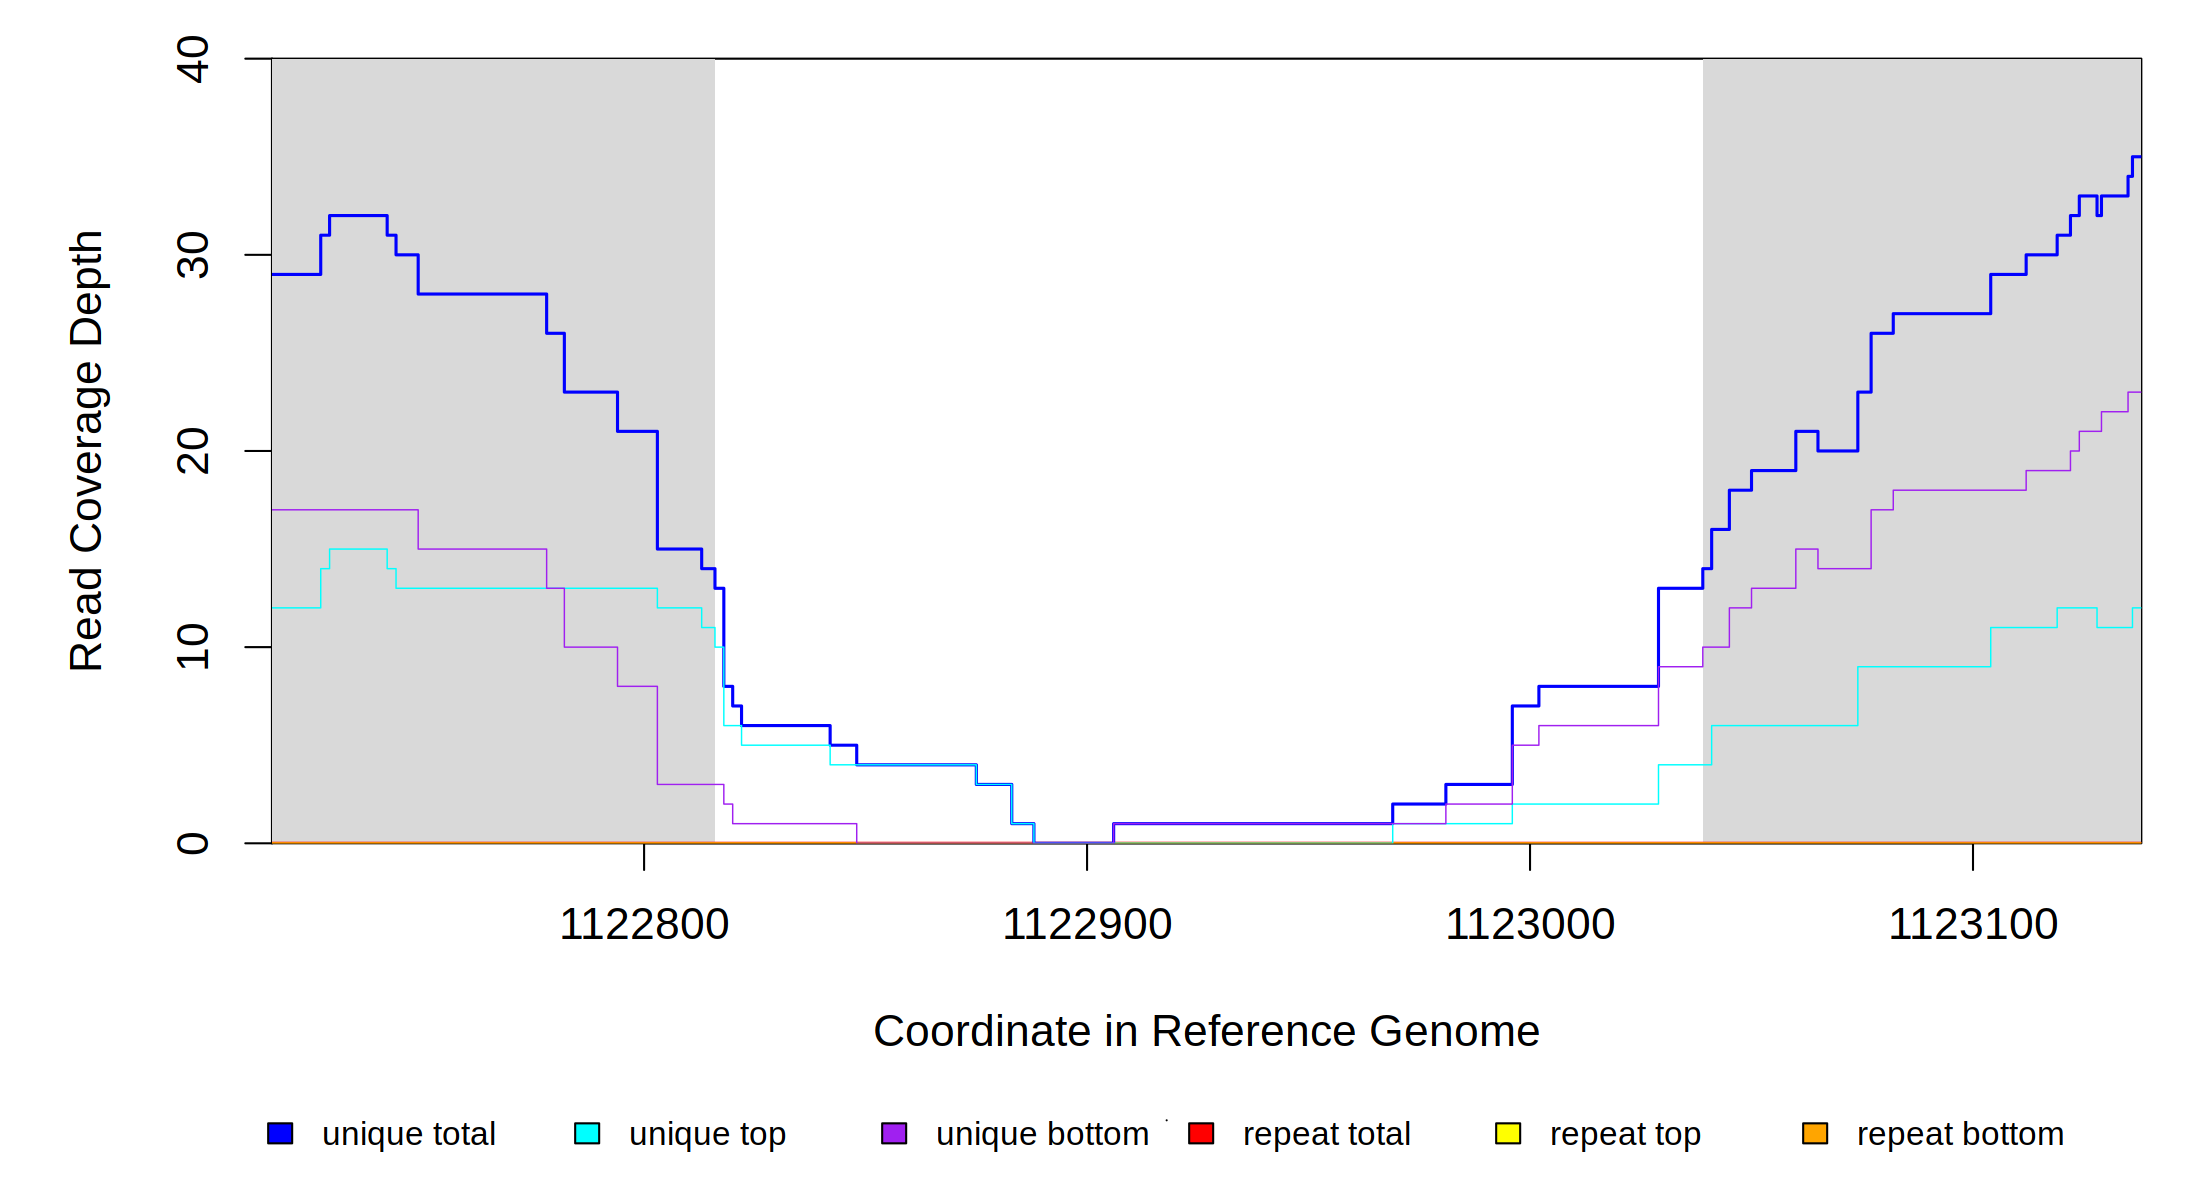 40
30
20
10
0
Read Coverage Depth
1122800 1122900 1123000 1123100
Coordinate in Reference Genome
unique total unique top unique bottom repeat total repeat top repeat bottom